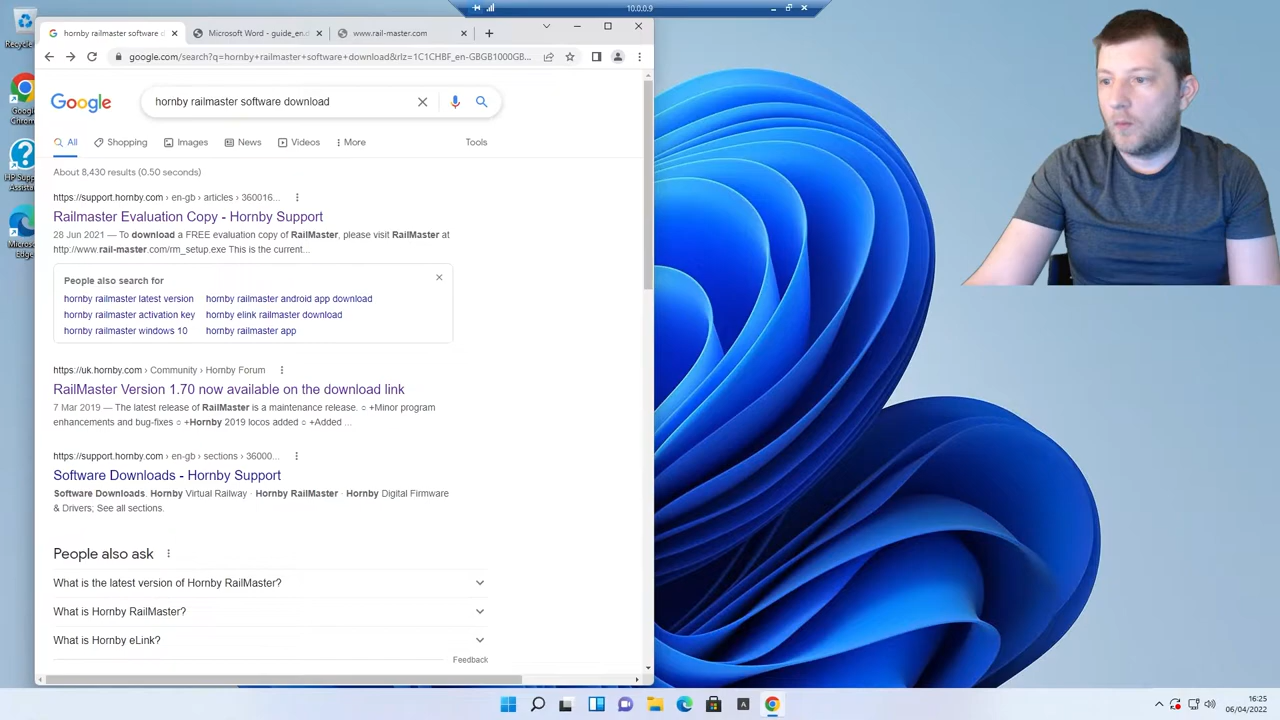 10.0.0.9
Recycle
Google
Chrome
HP Support
Assistant
Microsoft
Edge
hornby railmaster software d
Microsoft Word - guide_en.d
www.rail-master.com
google.com/search?q=hornby+railmaster+software+download&rlz=1C1CHBF_en-GBGB1000GB...
Google
hornby railmaster software download
All
Shopping
Images
News
Videos
More
Tools
About 8,430 results (0.50 seconds)
https://support.hornby.com › en-gb › articles › 360016...
Railmaster Evaluation Copy - Hornby Support
28 Jun 2021 — To download a FREE evaluation copy of RailMaster, please visit RailMaster at
http://www.rail-master.com/rm_setup.exe This is the current...
People also search for
hornby railmaster latest version
hornby railmaster android app download
hornby railmaster activation key
hornby elink railmaster download
hornby railmaster windows 10
hornby railmaster app
https://uk.hornby.com › Community › Hornby Forum
RailMaster Version 1.70 now available on the download link
7 Mar 2019 — The latest release of RailMaster is a maintenance release. ○ +Minor program
enhancements and bug-fixes ○ +Hornby 2019 locos added ○ +Added ...
https://support.hornby.com › en-gb › sections › 36000...
Software Downloads - Hornby Support
Software Downloads. Hornby Virtual Railway · Hornby RailMaster · Hornby Digital Firmware
& Drivers; See all sections.
People also ask
What is the latest version of Hornby RailMaster?
What is Hornby RailMaster?
What is Hornby eLink?
Feedback
16:25
06/04/2022